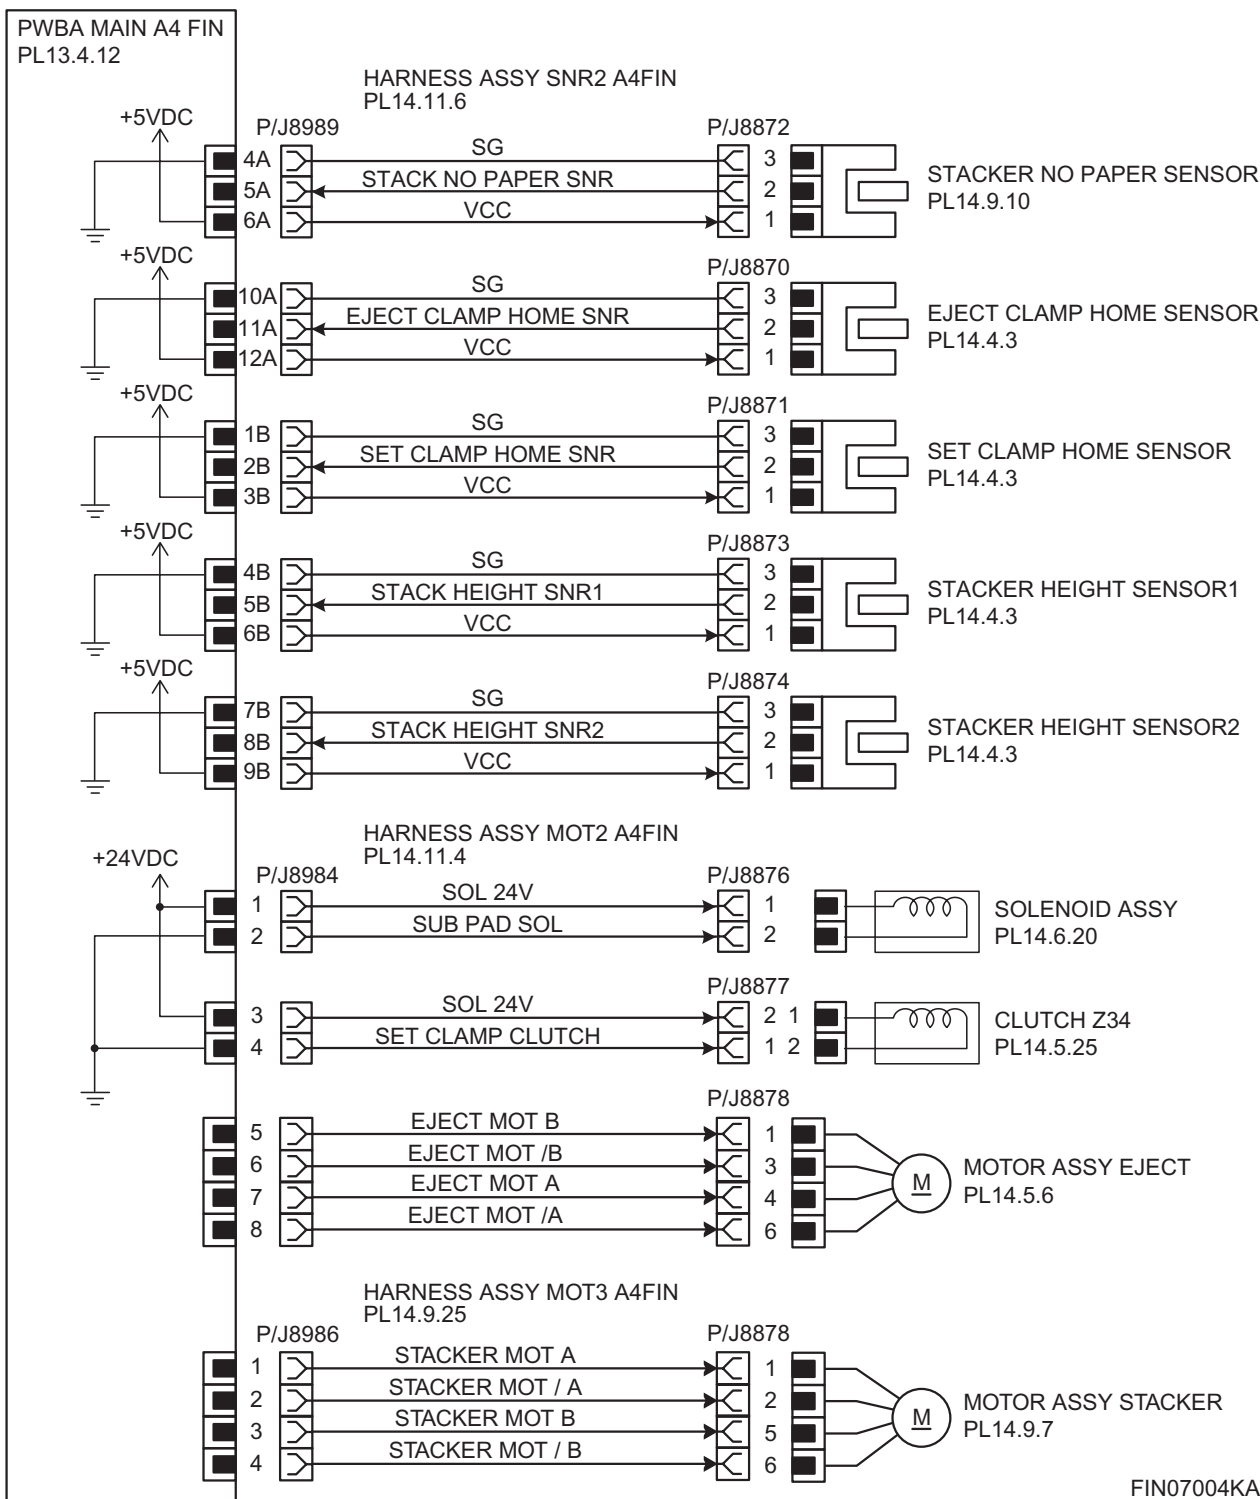 PWBA MAIN A4 FIN
PL13.4.12
HARNESS ASSY SNR2 A4FIN
PL14.11.6
+5VDC
P/J8989
P/J8872
4A SG 3
5A STACK NO PAPER SNR 2
6A VCC 1
STACKER NO PAPER SENSOR
PL14.9.10
+5VDC
P/J8870
10A SG 3
11A EJECT CLAMP HOME SNR 2
12A VCC 1
EJECT CLAMP HOME SENSOR
PL14.4.3
+5VDC
P/J8871
1B SG 3
2B SET CLAMP HOME SNR 2
3B VCC 1
SET CLAMP HOME SENSOR
PL14.4.3
+5VDC
P/J8873
4B SG 3
5B STACK HEIGHT SNR1 2
6B VCC 1
STACKER HEIGHT SENSOR1
PL14.4.3
+5VDC
P/J8874
7B SG 3
8B STACK HEIGHT SNR2 2
9B VCC 1
STACKER HEIGHT SENSOR2
PL14.4.3
HARNESS ASSY MOT2 A4FIN
PL14.11.4
+24VDC
P/J8984
P/J8876
1 SOL 24V 1
2 SUB PAD SOL 2
SOLENOID ASSY
PL14.6.20
P/J8877
3 SOL 24V 2 1
4 SET CLAMP CLUTCH 1 2
CLUTCH Z34
PL14.5.25
P/J8878
5 EJECT MOT B 1
6 EJECT MOT /B 3
7 EJECT MOT A 4
8 EJECT MOT /A 6
M
MOTOR ASSY EJECT
PL14.5.6
HARNESS ASSY MOT3 A4FIN
PL14.9.25
P/J8986
P/J8878
1 STACKER MOT A 1
2 STACKER MOT / A 2
3 STACKER MOT B 5
4 STACKER MOT / B 6
M
MOTOR ASSY STACKER
PL14.9.7
FIN07004KA